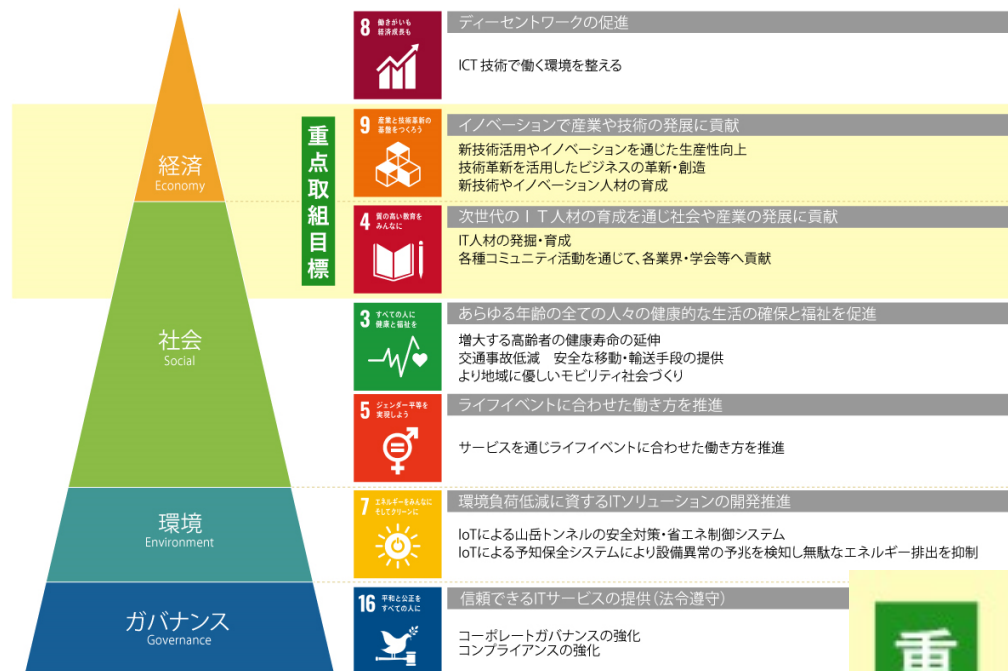 経済
Economy
社会
Social
環境
Environment
ガバナンス
Governance
重点取組目標
8 働きがいも
経済成長も
ディーセントワークの促進
ICT 技術で働く環境を整える
9 産業と技術革新の
基盤をつくろう
イノベーションで産業や技術の発展に貢献
新技術活用やイノベーションを通じた生産性向上
技術革新を活用したビジネスの革新・創造
新技術やイノベーション人材の育成
4 質の高い教育を
みんなに
次世代のIT人材の育成を通じ社会や産業の発展に貢献
IT人材の発掘・育成
各種コミュニティ活動を通じて、各業界・学会等へ貢献
3 すべての人に
健康と福祉を
あらゆる年齢の全ての人々の健康的な生活の確保と福祉を促進
増大する高齢者の健康寿命の延伸
交通事故低減　安全な移動・輸送手段の提供
より地域に優しいモビリティ社会づくり
5 ジェンダー平等を
実現しよう
ライフイベントに合わせた働き方を推進
サービスを通じライフイベントに合わせた働き方を推進
7 エネルギーをみんなに
そしてクリーンに
環境負荷低減に資するITソリューションの開発推進
IoTによる山岳トンネルの安全対策・省エネ制御システム
IoTによる予知保全システムにより設備異常の予兆を検知し無駄なエネルギー排出を抑制
16 平和と公正を
すべての人に
信頼できるITサービスの提供（法令遵守）
コーポレートガバナンスの強化
コンプライアンスの強化
重